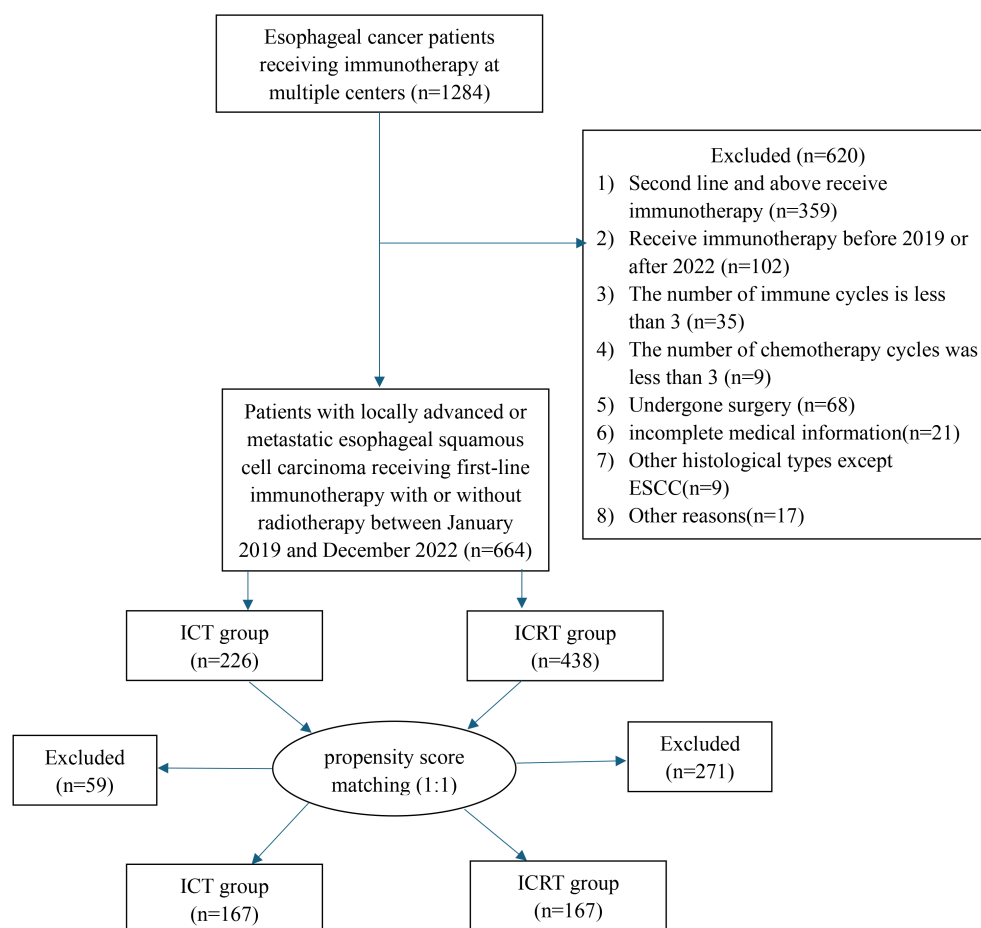 Esophageal cancer patients
receiving immunotherapy at
multiple centers (n=1284)
Excluded (n=620)
1) Second line and above receive
immunotherapy (n=359)
2) Receive immunotherapy before 2019 or
after 2022 (n=102)
3) The number of immune cycles is less
than 3 (n=35)
4) The number of chemotherapy cycles was
less than 3 (n=9)
5) Undergone surgery (n=68)
6) incomplete medical information(n=21)
7) Other histological types except
ESCC(n=9)
8) Other reasons(n=17)
Patients with locally advanced or
metastatic esophageal squamous
cell carcinoma receiving first-line
immunotherapy with or without
radiotherapy between January
2019 and December 2022 (n=664)
ICT group
(n=226)
ICRT group
(n=438)
Excluded
(n=59)
propensity score
matching (1:1)
Excluded
(n=271)
ICT group
(n=167)
ICRT group
(n=167)